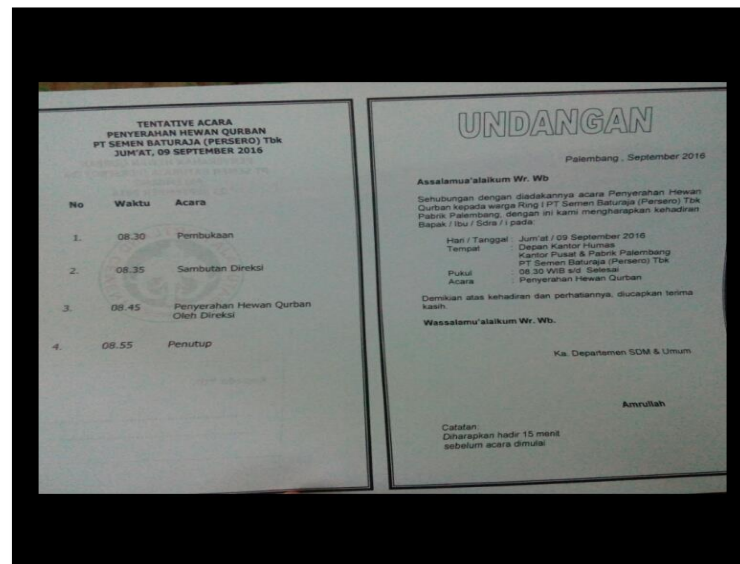 TENTATIVE ACARA
PENYERAHAN HEWAN QURBAN
PT SEMEN BATURAJA (PERSERO) Tbk
JUM'AT, 09 SEPTEMBER 2016
No Waktu Acara
1. 08.30 Pembukaan
2. 08.35 Sambutan Direksi
3. 08.45 Penyerahan Hewan Qurban
Oleh Direksi
4. 08.55 Penutup
UNDANGAN
Palembang , September 2016
Assalamua'alaikum Wr. Wb
Sehubungan dengan diadakannya acara Penyerahan Hewan
Qurban kepada warga Ring I PT Semen Baturaja (Persero) Tbk
Pabrik Palembang, dengan ini kami mengharapkan kehadiran
Bapak / Ibu / Sdra / i pada:
Hari / Tanggal : Jum'at / 09 September 2016
Tempat : Depan Kantor Humas
Kantor Pusat & Pabrik Palembang
PT Semen Baturaja (Persero) Tbk
Pukul : 08.30 WIB s/d Selesai
Acara : Penyerahan Hewan Qurban
Demikian atas kehadiran dan perhatiannya, diucapkan terima
kasih.
Wassalamu'alaikum Wr. Wb.
Ka. Departemen SDM & Umum
Amrullah
Catatan:
Diharapkan hadir 15 menit
sebelum acara dimulai